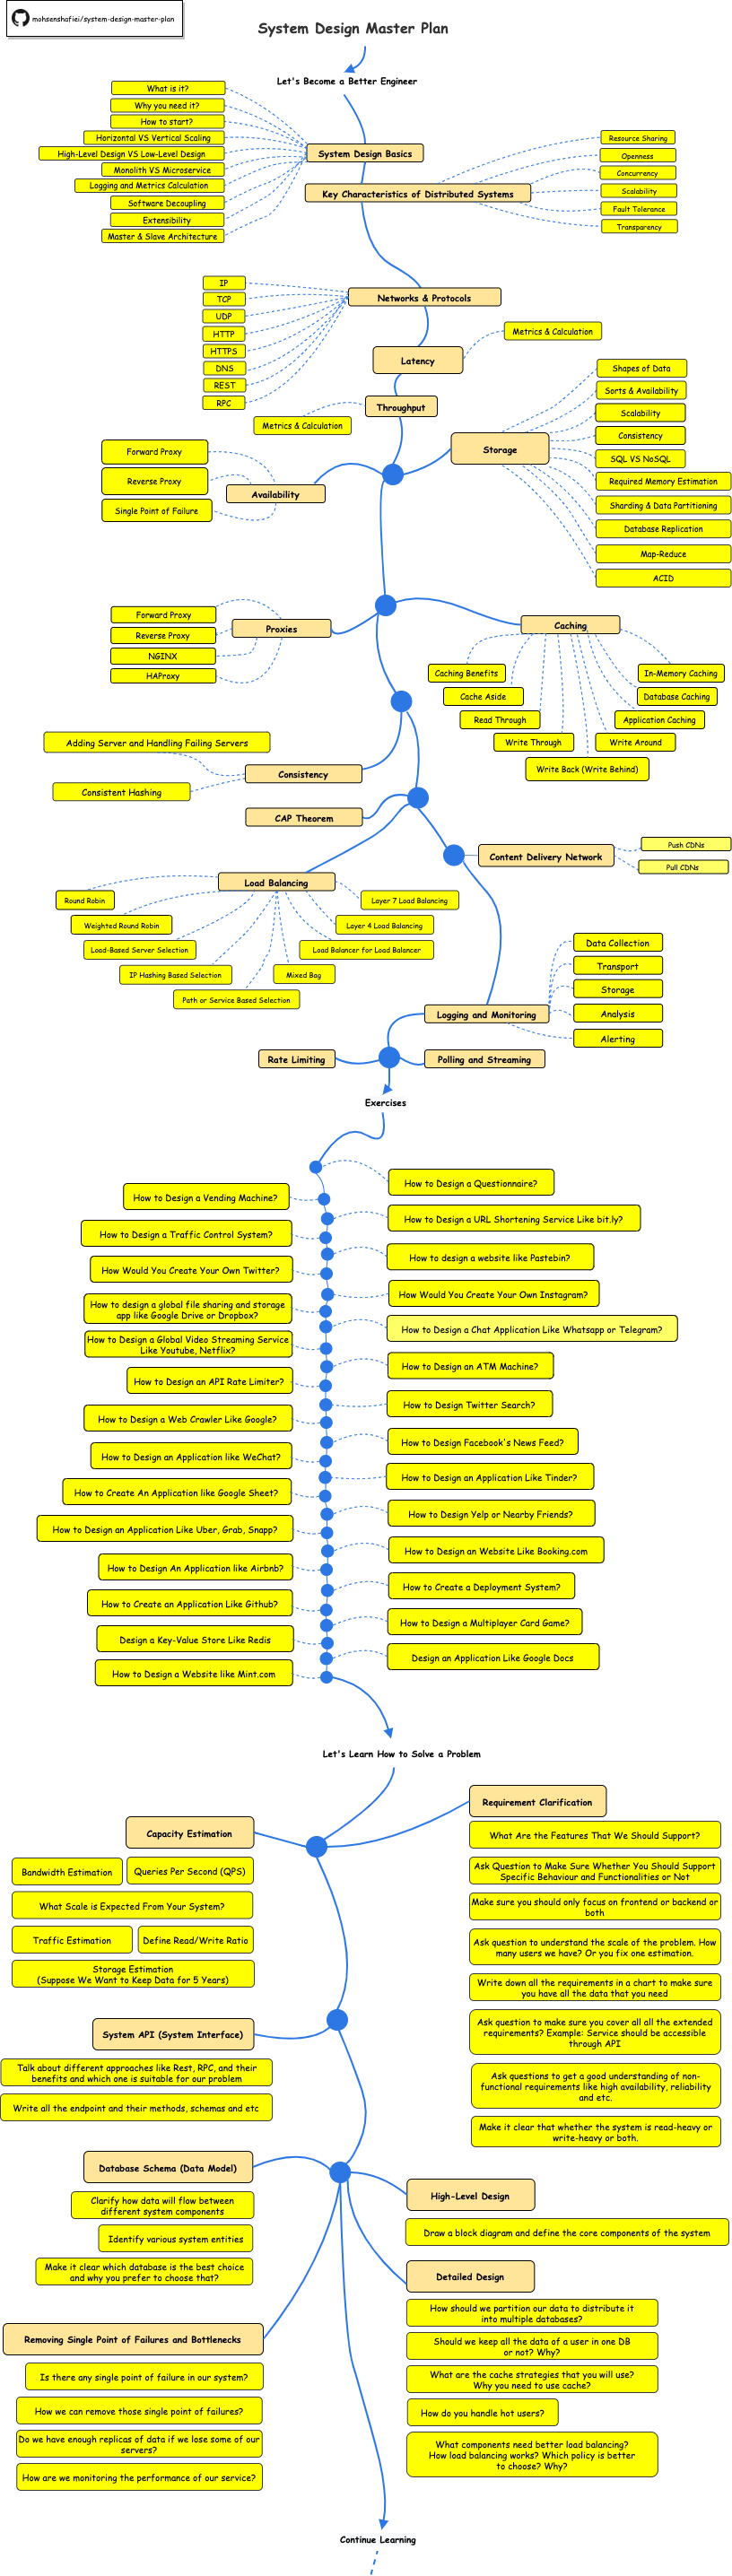 mohsenshafiei/system-design-master-plan
System Design Master Plan
Let's Become a Better Engineer
What is it?
Why you need it?
How to start?
Horizontal VS Vertical Scaling
High-Level Design VS Low-Level Design
Monolith VS Microservice
Logging and Metrics Calculation
Software Decoupling
Extensibility
Master & Slave Architecture
System Design Basics
Key Characteristics of Distributed Systems
Resource Sharing
Openness
Concurrency
Scalability
Fault Tolerance
Transparency
IP
TCP
UDP
HTTP
HTTPS
DNS
REST
RPC
Networks & Protocols
Latency
Metrics & Calculation
Throughput
Metrics & Calculation
Storage
Shapes of Data
Sorts & Availability
Scalability
Consistency
SQL VS NoSQL
Required Memory Estimation
Sharding & Data Partitioning
Database Replication
Map-Reduce
ACID
Forward Proxy
Reverse Proxy
Single Point of Failure
Availability
Forward Proxy
Reverse Proxy
NGINX
HAProxy
Proxies
Caching
Caching Benefits
Cache Aside
Read Through
Write Through
Write Back (Write Behind)
In-Memory Caching
Database Caching
Application Caching
Write Around
Adding Server and Handling Failing Servers
Consistent Hashing
Consistency
CAP Theorem
Content Delivery Network
Push CDNs
Pull CDNs
Load Balancing
Round Robin
Weighted Round Robin
Load-Based Server Selection
IP Hashing Based Selection
Path or Service Based Selection
Layer 7 Load Balancing
Layer 4 Load Balancing
Load Balancer for Load Balancer
Mixed Bag
Logging and Monitoring
Data Collection
Transport
Storage
Analysis
Alerting
Rate Limiting
Polling and Streaming
Exercises
How to Design a Questionnaire?
How to Design a Vending Machine?
How to Design a URL Shortening Service Like bit.ly?
How to Design a Traffic Control System?
How to design a website like Pastebin?
How Would You Create Your Own Twitter?
How Would You Create Your Own Instagram?
How to design a global file sharing and storage
app like Google Drive or Dropbox?
How to Design a Chat Application Like Whatsapp or Telegram?
How to Design a Global Video Streaming Service
Like Youtube, Netflix?
How to Design an ATM Machine?
How to Design an API Rate Limiter?
How to Design Twitter Search?
How to Design a Web Crawler Like Google?
How to Design Facebook's News Feed?
How to Design an Application like WeChat?
How to Design an Application Like Tinder?
How to Create An Application like Google Sheet?
How to Design Yelp or Nearby Friends?
How to Design an Application Like Uber, Grab, Snapp?
How to Design an Website Like Booking.com
How to Design An Application like Airbnb?
How to Create a Deployment System?
How to Create an Application Like Github?
How to Design a Multiplayer Card Game?
Design a Key-Value Store Like Redis
Design an Application Like Google Docs
How to Design a Website like Mint.com
Let's Learn How to Solve a Problem
Capacity Estimation
Bandwidth Estimation
Queries Per Second (QPS)
What Scale is Expected From Your System?
Traffic Estimation
Define Read/Write Ratio
Storage Estimation
(Suppose We Want to Keep Data for 5 Years)
Requirement Clarification
What Are the Features That We Should Support?
Ask Question to Make Sure Whether You Should Support
Specific Behaviour and Functionalities or Not
Make sure you should only focus on frontend or backend or
both
Ask question to understand the scale of the problem. How
many users we have? Or you fix one estimation.
Write down all the requirements in a chart to make sure
you have all the data that you need
Ask question to make sure you cover all all the extended
requirements? Example: Service should be accessible
through API
Ask questions to get a good understanding of non-
functional requirements like high availability, reliability
and etc.
Make it clear that whether the system is read-heavy or
write-heavy or both.
System API (System Interface)
Talk about different approaches like Rest, RPC, and their
benefits and which one is suitable for our problem
Write all the endpoint and their methods, schemas and etc
Database Schema (Data Model)
Clarify how data will flow between
different system components
Identify various system entities
Make it clear which database is the best choice
and why you prefer to choose that?
High-Level Design
Draw a block diagram and define the core components of the system
Detailed Design
How should we partition our data to distribute it
into multiple databases?
Should we keep all the data of a user in one DB
or not? Why?
What are the cache strategies that you will use?
Why you need to use cache?
How do you handle hot users?
What components need better load balancing?
How load balancing works? Which policy is better
to choose? Why?
Removing Single Point of Failures and Bottlenecks
Is there any single point of failure in our system?
How we can remove those single point of failures?
Do we have enough replicas of data if we lose some of our
servers?
How are we monitoring the performance of our service?
Continue Learning